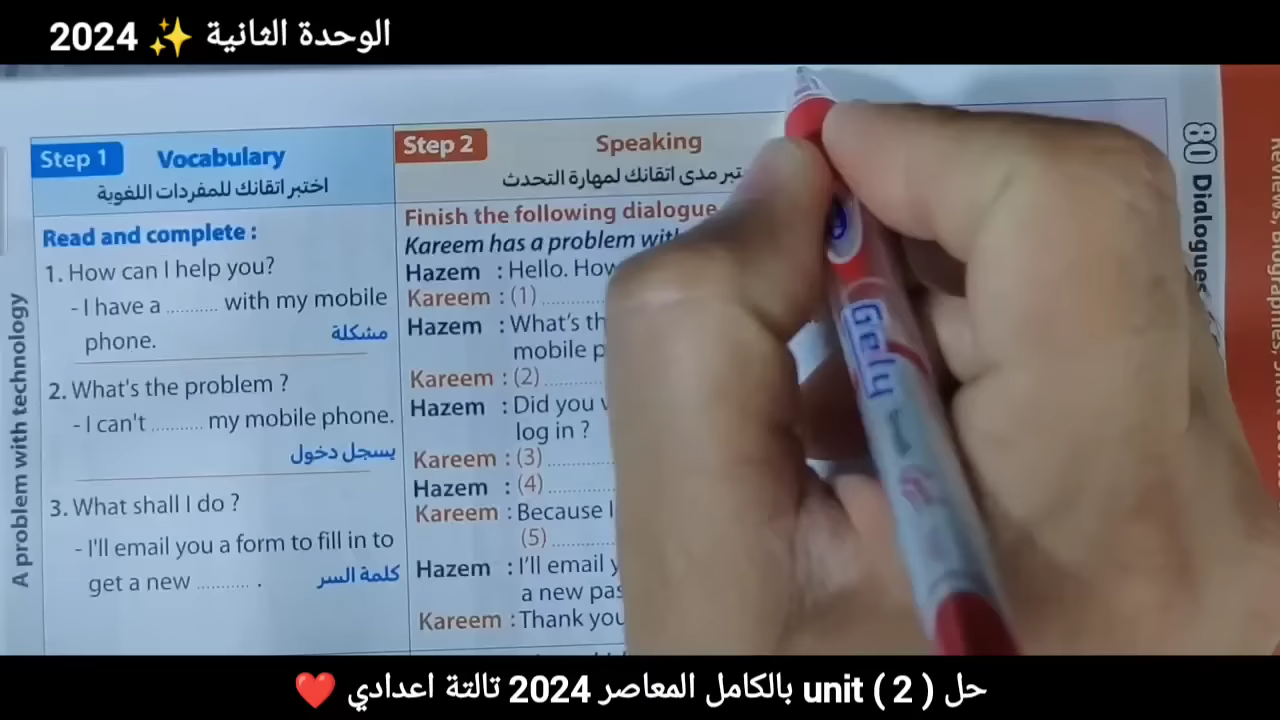 الوحدة الثانية ✨ 2024
Step 1 Vocabulary
اختبر اتقانك للمفردات اللغوية
Read and complete :
1. How can I help you?
- I have a .......... with my mobile
phone. مشكلة
2. What's the problem ?
- I can't .......... my mobile phone.
يسجل دخول
3. What shall I do ?
- I'll email you a form to fill in to
get a new .......... . كلمة السر
A problem with technology
Step 2 Speaking
مدى اتقانك لمهارة التحدث
Finish the following dialogue
Kareem has a problem with
Hazem : Hello. How
Kareem : (1) ..........
Hazem : What's
mobile
Kareem : (2) ..........
Hazem : Did you
log in ?
Kareem : (3) ..........
Hazem : (4) ..........
Kareem : Because
(5) ..........
Hazem : I'll email
a new
Kareem : Thank you
80 Dialogues
Gely
Reviews, Biographies,
حل unit ( 2 ) بالكامل المعاصر 2024 تالتة اعدادي ❤️